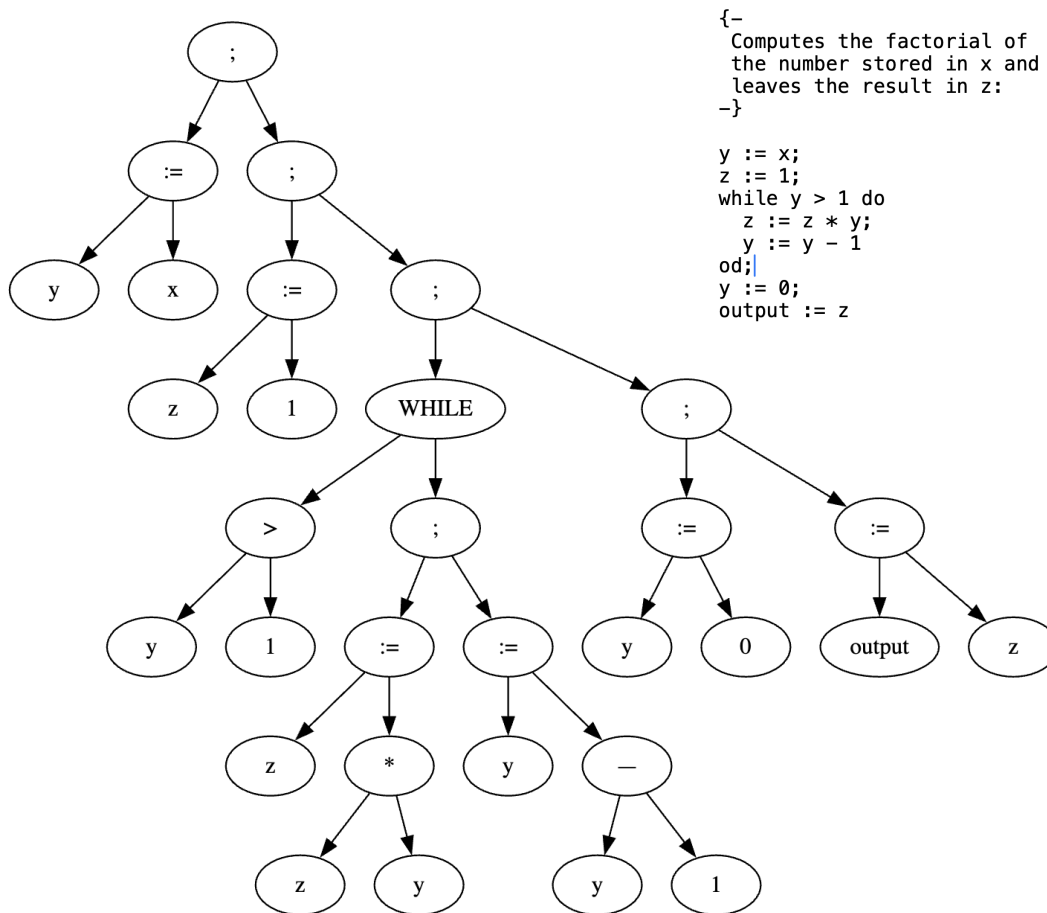 {-
Computes the factorial of
the number stored in x and
leaves the result in z:
-}
y := x;
z := 1;
while y > 1 do
z := z * y;
y := y - 1
od;
y := 0;
output := z
;
:= ;
y x := ;
z 1 WHILE ;
> ; := :=
y 1 := := y 0 output z
z * y —
z y y 1